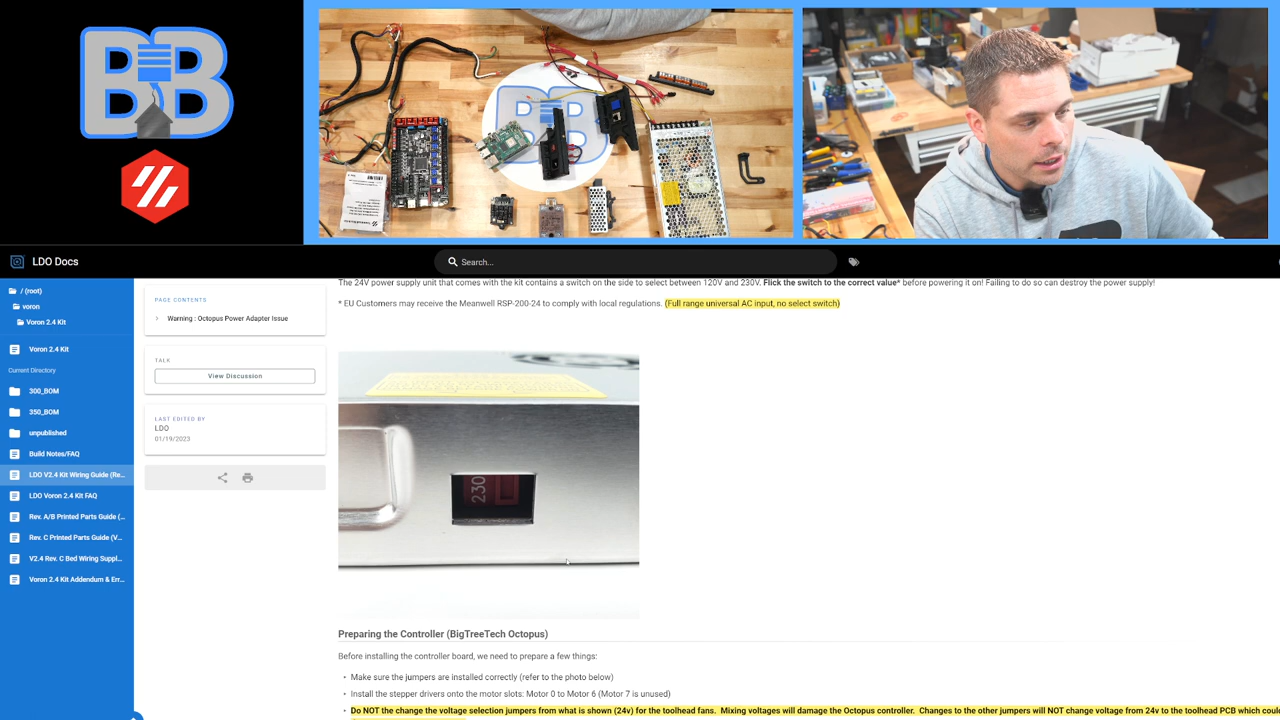 BB
LDO Docs
Search...
/ (root)
voron
Voron 2.4 Kit
Voron 2.4 Kit
Current Directory
300_BOM
350_BOM
unpublished
Build Notes/FAQ
LDO V2.4 Kit Wiring Guide (Re...
LDO Voron 2.4 Kit FAQ
Rev. A/B Printed Parts Guide (...
Rev. C Printed Parts Guide (V...
V2.4 Rev. C Bed Wiring Suppl...
Voron 2.4 Kit Addendum & Err...
PAGE CONTENTS
Warning : Octopus Power Adapter Issue
TALK
View Discussion
LAST EDITED BY
LDO
01/19/2023
The 24V power supply unit that comes with the kit contains a switch on the side to select between 120V and 230V. Flick the switch to the correct value* before powering it on! Failing to do so can destroy the power supply!
* EU Customers may receive the Meanwell RSP-200-24 to comply with local regulations. (Full range universal AC input, no select switch)
230
Preparing the Controller (BigTreeTech Octopus)
Before installing the controller board, we need to prepare a few things:
Make sure the jumpers are installed correctly (refer to the photo below)
Install the stepper drivers onto the motor slots: Motor 0 to Motor 6 (Motor 7 is unused)
Do NOT the change the voltage selection jumpers from what is shown (24v) for the toolhead fans. Mixing voltages will damage the Octopus controller. Changes to the other jumpers will NOT change voltage from 24v to the toolhead PCB which coul